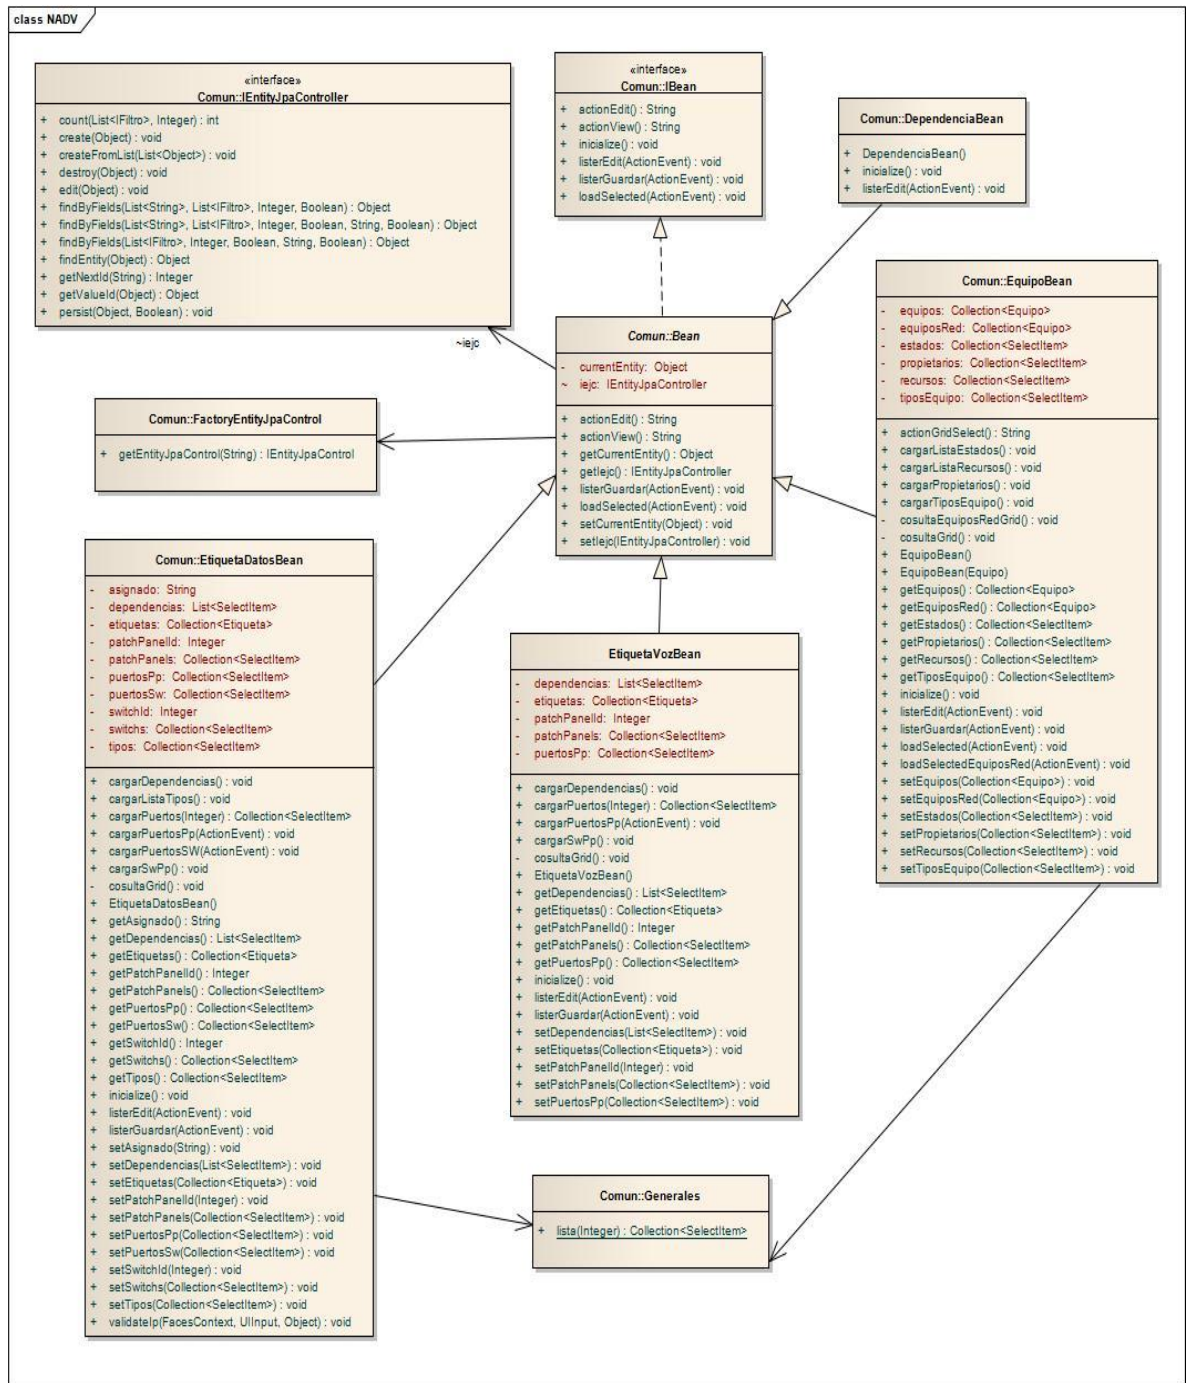 class NADV
«interface»
Comun::IEntityJpaController
+ count(List<IFiltro>, Integer) : int
+ create(Object) : void
+ createFromList(List<Object>) : void
+ destroy(Object) : void
+ edit(Object) : void
+ findByFields(List<String>, List<IFiltro>, Integer, Boolean) : Object
+ findByFields(List<String>, List<IFiltro>, Integer, Boolean, String, Boolean) : Object
+ findByFields(List<IFiltro>, Integer, Boolean, String, Boolean) : Object
+ findEntity(Object) : Object
+ getNextId(String) : Integer
+ getValueId(Object) : Object
+ persist(Object, Boolean) : void
«interface»
Comun::IBean
+ actionEdit() : String
+ actionView() : String
+ inicialize() : void
+ listerEdit(ActionEvent) : void
+ listerGuardar(ActionEvent) : void
+ loadSelected(ActionEvent) : void
Comun::DependenciaBean
+ DependenciaBean()
+ inicialize() : void
+ listerEdit(ActionEvent) : void
~iejc
Comun::Bean
- currentEntity: Object
~ iejc: IEntityJpaController
+ actionEdit() : String
+ actionView() : String
+ getCurrentEntity() : Object
+ getIejc() : IEntityJpaController
+ listerGuardar(ActionEvent) : void
+ loadSelected(ActionEvent) : void
+ setCurrentEntity(Object) : void
+ setIejc(IEntityJpaController) : void
Comun::EquipoBean
- equipos: Collection<Equipo>
- equiposRed: Collection<Equipo>
- estados: Collection<SelectItem>
- propietarios: Collection<SelectItem>
- recursos: Collection<SelectItem>
- tiposEquipo: Collection<SelectItem>
+ actionGridSelect() : String
+ cargarListaEstados() : void
+ cargarListaRecursos() : void
+ cargarPropietarios() : void
+ cargarTiposEquipo() : void
- cosultaEquiposRedGrid() : void
- cosultaGrid() : void
+ EquipoBean()
+ EquipoBean(Equipo)
+ getEquipos() : Collection<Equipo>
+ getEquiposRed() : Collection<Equipo>
+ getEstados() : Collection<SelectItem>
+ getPropietarios() : Collection<SelectItem>
+ getRecursos() : Collection<SelectItem>
+ getTiposEquipo() : Collection<SelectItem>
+ inicialize() : void
+ listerEdit(ActionEvent) : void
+ listerGuardar(ActionEvent) : void
+ loadSelected(ActionEvent) : void
+ loadSelectedEquiposRed(ActionEvent) : void
+ setEquipos(Collection<Equipo>) : void
+ setEquiposRed(Collection<Equipo>) : void
+ setEstados(Collection<SelectItem>) : void
+ setPropietarios(Collection<SelectItem>) : void
+ setRecursos(Collection<SelectItem>) : void
+ setTiposEquipo(Collection<SelectItem>) : void
Comun::FactoryEntityJpaControl
+ getEntityJpaControl(String) : IEntityJpaControl
Comun::EtiquetaDatosBean
- asignado: String
- dependencias: List<SelectItem>
- etiquetas: Collection<Etiqueta>
- patchPanelId: Integer
- patchPanels: Collection<SelectItem>
- puertosPp: Collection<SelectItem>
- puertosSw: Collection<SelectItem>
- switchId: Integer
- switchs: Collection<SelectItem>
- tipos: Collection<SelectItem>
+ cargarDependencias() : void
+ cargarListaTipos() : void
+ cargarPuertos(Integer) : Collection<SelectItem>
+ cargarPuertosPp(ActionEvent) : void
+ cargarPuertosSW(ActionEvent) : void
+ cargarSwPp() : void
- cosultaGrid() : void
+ EtiquetaDatosBean()
+ getAsignado() : String
+ getDependencias() : List<SelectItem>
+ getEtiquetas() : Collection<Etiqueta>
+ getPatchPanelId() : Integer
+ getPatchPanels() : Collection<SelectItem>
+ getPuertosPp() : Collection<SelectItem>
+ getPuertosSw() : Collection<SelectItem>
+ getSwitchId() : Integer
+ getSwitchs() : Collection<SelectItem>
+ getTipos() : Collection<SelectItem>
+ inicialize() : void
+ listerEdit(ActionEvent) : void
+ listerGuardar(ActionEvent) : void
+ setAsignado(String) : void
+ setDependencias(List<SelectItem>) : void
+ setEtiquetas(Collection<Etiqueta>) : void
+ setPatchPanelId(Integer) : void
+ setPatchPanels(Collection<SelectItem>) : void
+ setPuertosPp(Collection<SelectItem>) : void
+ setPuertosSw(Collection<SelectItem>) : void
+ setSwitchId(Integer) : void
+ setSwitchs(Collection<SelectItem>) : void
+ setTipos(Collection<SelectItem>) : void
+ validateIp(FacesContext, UIInput, Object) : void
EtiquetaVozBean
- dependencias: List<SelectItem>
- etiquetas: Collection<Etiqueta>
- patchPanelId: Integer
- patchPanels: Collection<SelectItem>
- puertosPp: Collection<SelectItem>
+ cargarDependencias() : void
+ cargarPuertos(Integer) : Collection<SelectItem>
+ cargarPuertosPp(ActionEvent) : void
+ cargarSwPp() : void
- cosultaGrid() : void
+ EtiquetaVozBean()
+ getDependencias() : List<SelectItem>
+ getEtiquetas() : Collection<Etiqueta>
+ getPatchPanelId() : Integer
+ getPatchPanels() : Collection<SelectItem>
+ getPuertosPp() : Collection<SelectItem>
+ inicialize() : void
+ listerEdit(ActionEvent) : void
+ listerGuardar(ActionEvent) : void
+ setDependencias(List<SelectItem>) : void
+ setEtiquetas(Collection<Etiqueta>) : void
+ setPatchPanelId(Integer) : void
+ setPatchPanels(Collection<SelectItem>) : void
+ setPuertosPp(Collection<SelectItem>) : void
Comun::Generales
+ lista(Integer) : Collection<SelectItem>